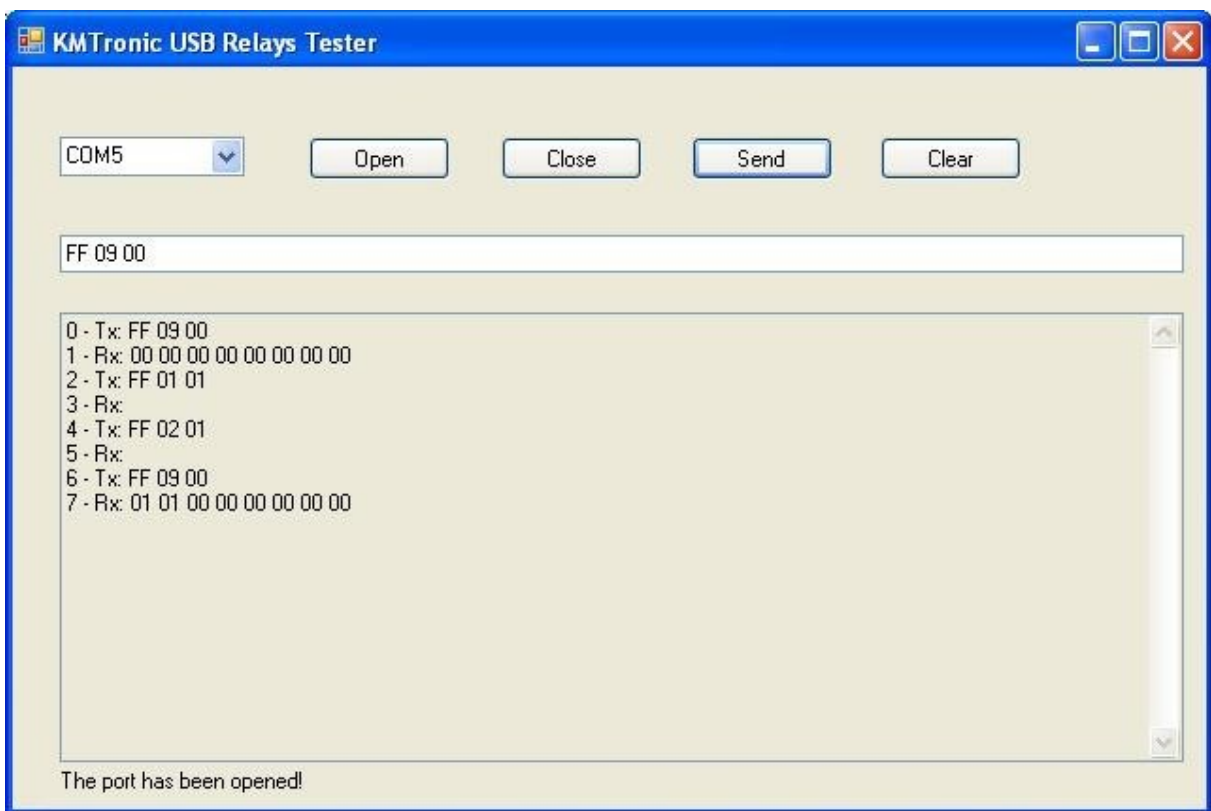 KMTronic USB Relays Tester
COM5 Open Close Send Clear
FF 09 00
0 - Tx: FF 09 00
1 - Rx: 00 00 00 00 00 00 00 00
2 - Tx: FF 01 01
3 - Rx:
4 - Tx: FF 02 01
5 - Rx:
6 - Tx: FF 09 00
7 - Rx: 01 01 00 00 00 00 00 00
The port has been opened!